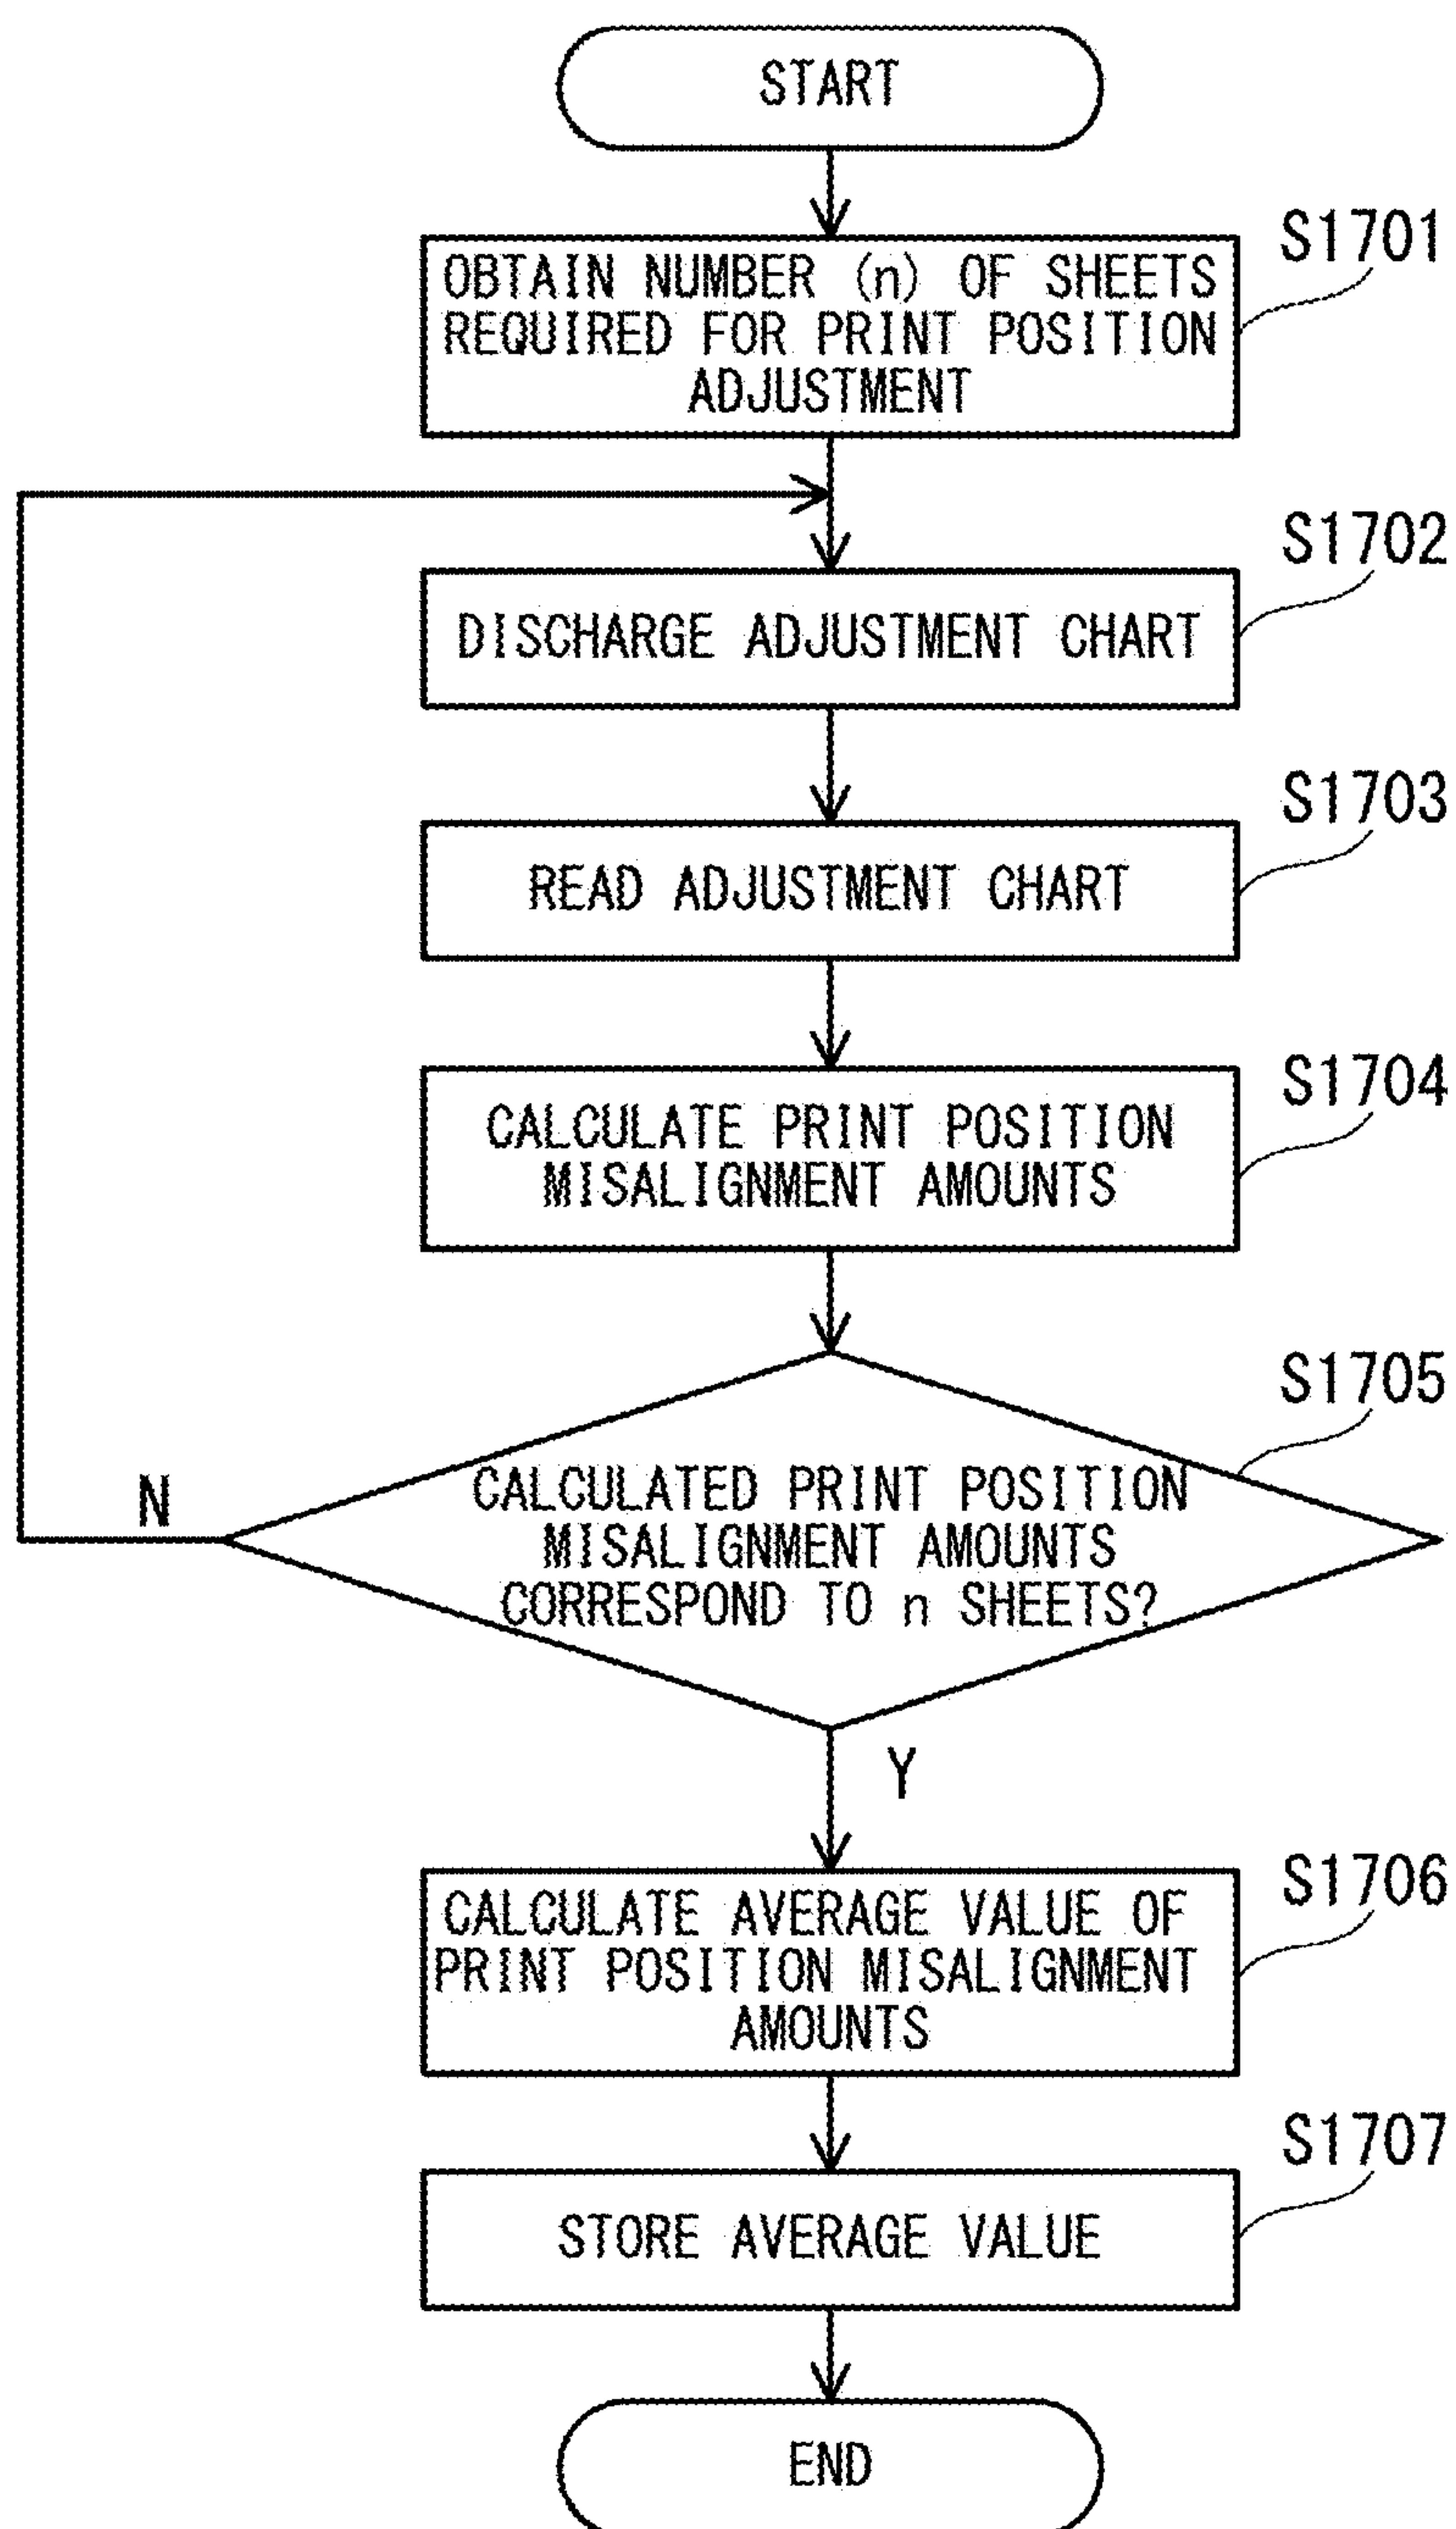 START
S1701
OBTAIN NUMBER (n) OF SHEETS
REQUIRED FOR PRINT POSITION
ADJUSTMENT
S1702
DISCHARGE ADJUSTMENT CHART
S1703
READ ADJUSTMENT CHART
S1704
CALCULATE PRINT POSITION
MISALIGNMENT AMOUNTS
S1705
CALCULATED PRINT POSITION
MISALIGNMENT AMOUNTS
CORRESPOND TO n SHEETS?
N
Y
S1706
CALCULATE AVERAGE VALUE OF
PRINT POSITION MISALIGNMENT
AMOUNTS
S1707
STORE AVERAGE VALUE
END